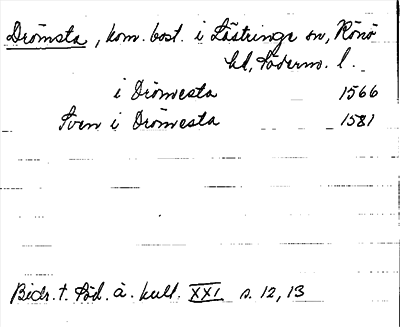 Drömsta, kom. bost. i Lästringe sn, Rönö
hd, Söderm. l.
i Drömesta 1566
Sven i Drömesta 1581
Bidr. t. Söd. ä. kult. XXI s. 12, 13